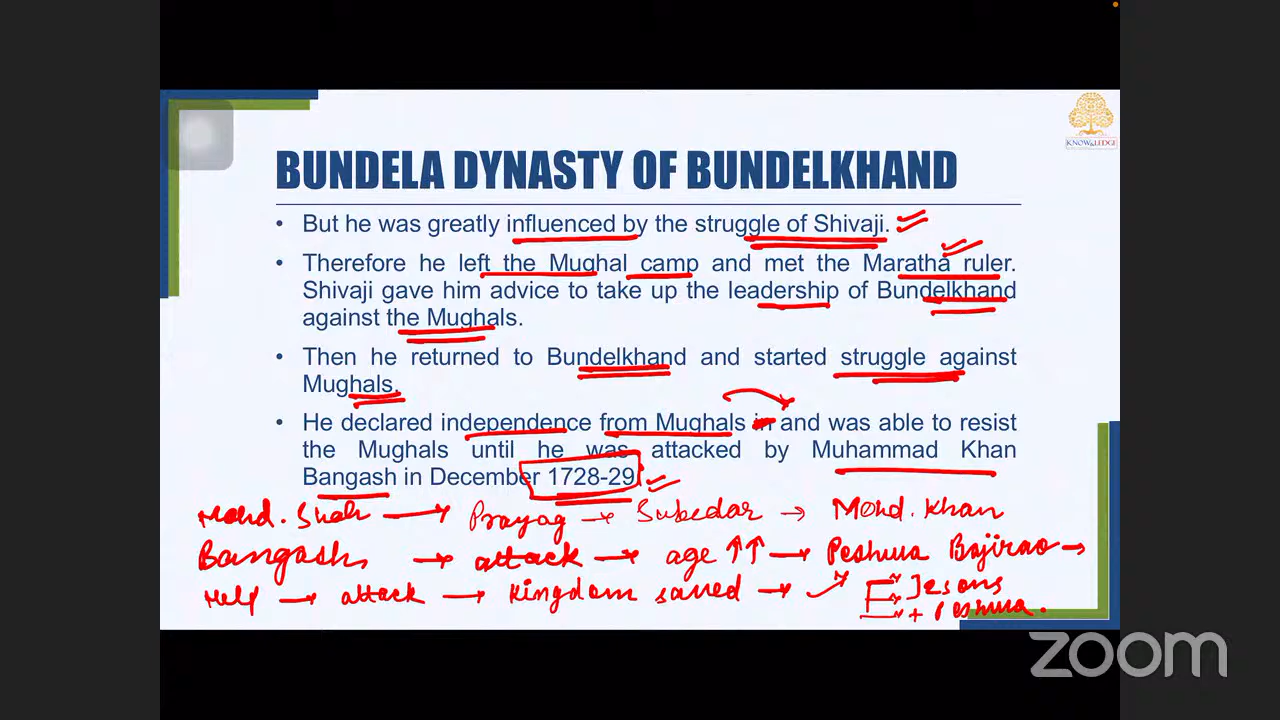 KNOWLEDGE
BUNDELA DYNASTY OF BUNDELKHAND
• But he was greatly influenced by the struggle of Shivaji.
• Therefore he left the Mughal camp and met the Maratha ruler.
Shivaji gave him advice to take up the leadership of Bundelkhand
against the Mughals.
• Then he returned to Bundelkhand and started struggle against
Mughals.
• He declared independence from Mughals in and was able to resist
the Mughals until he was attacked by Muhammad Khan
Bangash in December 1728-29.
Mohd. Shah → Prayag → Subedar → Mohd. Khan
Bangash → attack → age ↑↑ → Peshwa Bajirao →
Help → attack → Kingdom saved →
+ Peshwa.
zoom